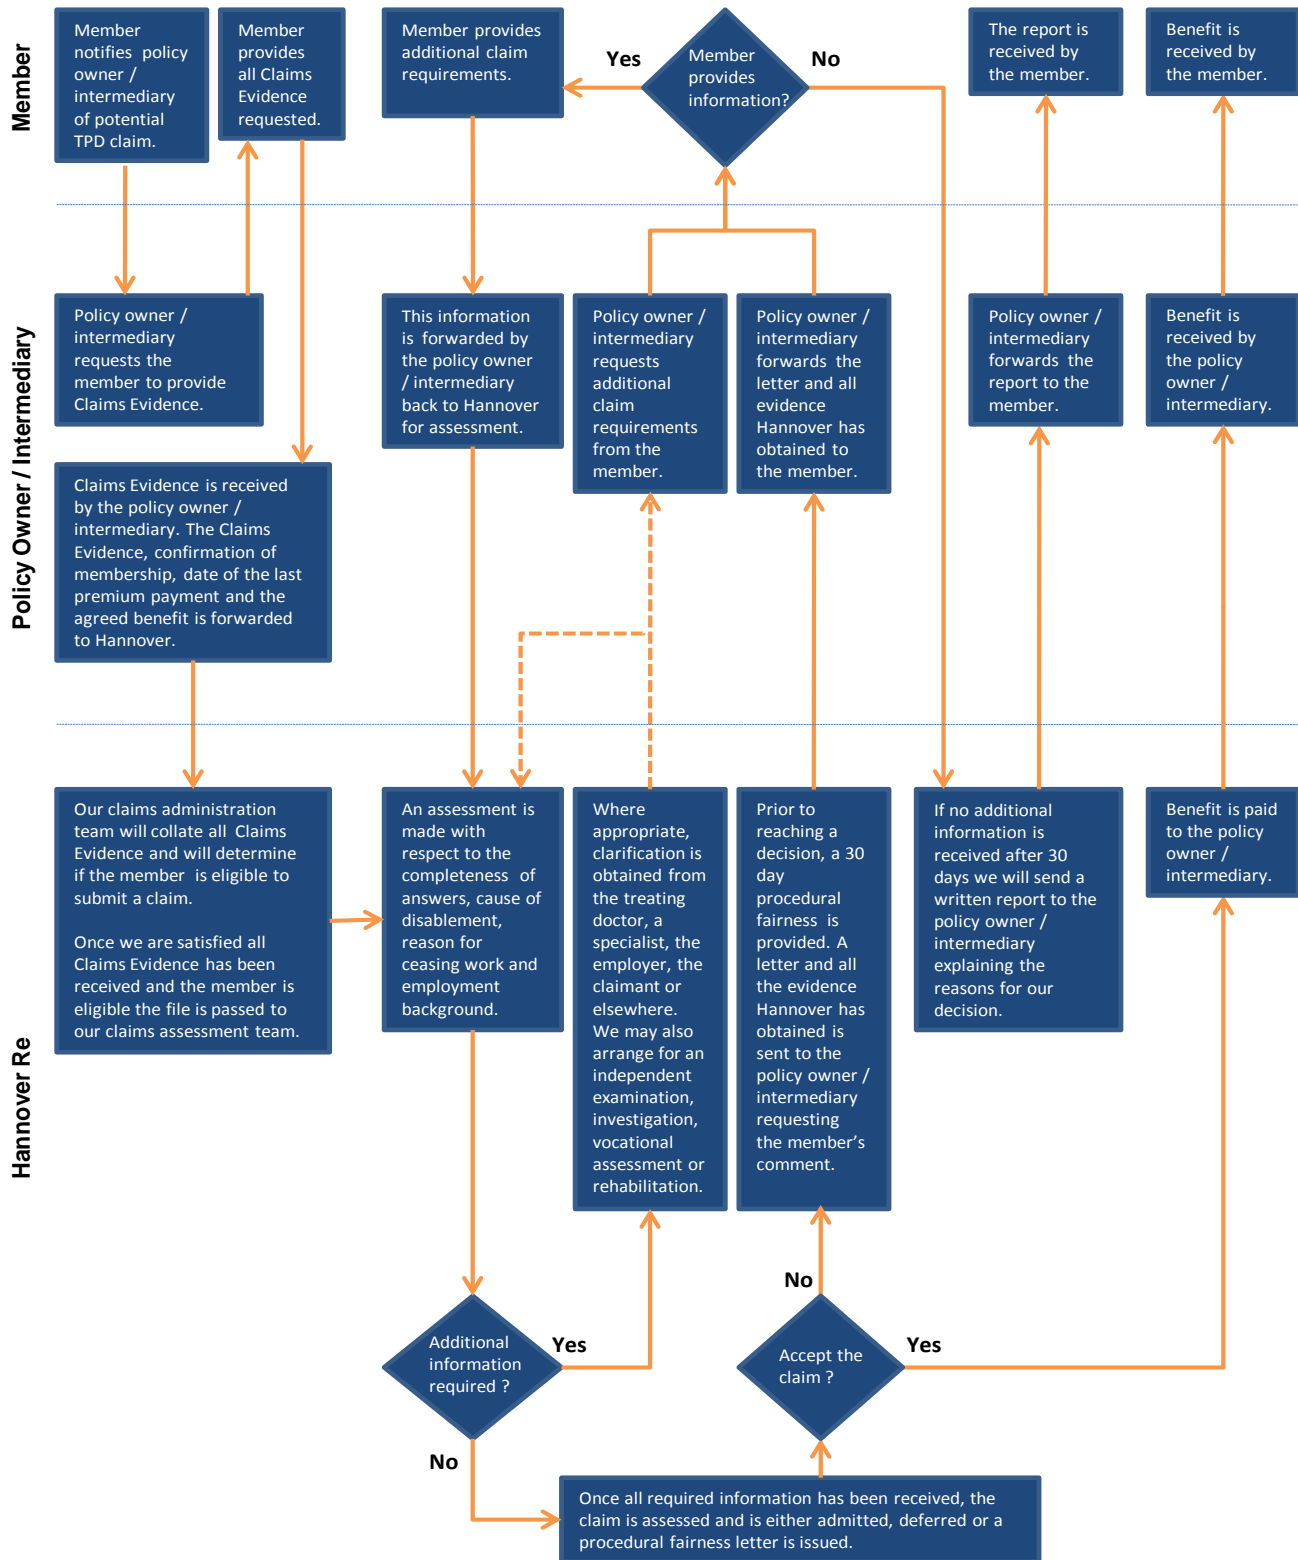 Member
Member
notifies policy
owner /
intermediary
of potential
TPD claim.
Member
provides
all Claims
Evidence
requested.
Member provides
additional claim
requirements.
Yes
Member
provides
information?
No
The report is
received by
the member.
Benefit is
received by
the member.
Policy Owner / Intermediary
Policy owner /
intermediary
requests the
member to provide
Claims Evidence.
This information
is forwarded by
the policy owner
/ intermediary
back to Hannover
for assessment.
Policy owner /
intermediary
requests
additional
claim
requirements
from the
member.
Policy owner /
intermediary
forwards the
letter and all
evidence
Hannover has
obtained to
the member.
Policy owner /
intermediary
forwards the
report to the
member.
Benefit is
received by
the policy
owner /
intermediary.
Claims Evidence is received
by the policy owner /
intermediary. The Claims
Evidence, confirmation of
membership, date of the last
premium payment and the
agreed benefit is forwarded
to Hannover.
Hannover Re
Our claims administration
team will collate all Claims
Evidence and will determine
if the member is eligible to
submit a claim.
Once we are satisfied all
Claims Evidence has been
received and the member is
eligible the file is passed to
our claims assessment team.
An assessment is
made with
respect to the
completeness of
answers, cause of
disablement,
reason for
ceasing work and
employment
background.
Where
appropriate,
clarification is
obtained from
the treating
doctor, a
specialist, the
employer, the
claimant or
elsewhere.
We may also
arrange for an
independent
examination,
investigation,
vocational
assessment or
rehabilitation.
Prior to
reaching a
decision, a 30
day
procedural
fairness is
provided. A
letter and all
the evidence
Hannover has
obtained is
sent to the
policy owner /
intermediary
requesting
the member’s
comment.
If no additional
information is
received after 30
days we will send a
written report to the
policy owner /
intermediary
explaining the
reasons for our
decision.
Benefit is paid
to the policy
owner /
intermediary.
Additional
information
required ?
Yes
No
No
Accept the
claim ?
Yes
Once all required information has been received, the
claim is assessed and is either admitted, deferred or a
procedural fairness letter is issued.